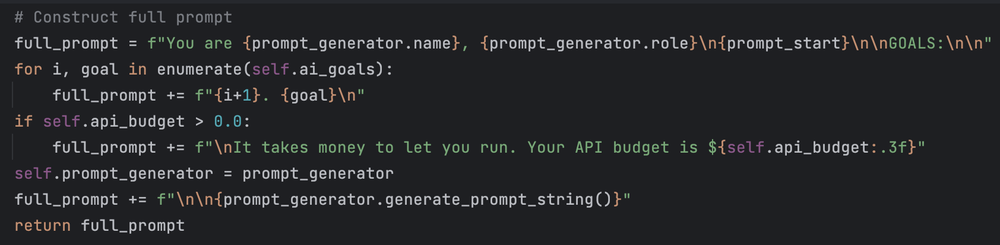 # Construct full prompt
full_prompt = f"You are {prompt_generator.name}, {prompt_generator.role}\n{prompt_start}\n\nGOALS:\n\n"
for i, goal in enumerate(self.ai_goals):
    full_prompt += f"{i+1}. {goal}\n"
if self.api_budget > 0.0:
    full_prompt += f"\nIt takes money to let you run. Your API budget is ${self.api_budget:.3f}"
self.prompt_generator = prompt_generator
full_prompt += f"\n\n{prompt_generator.generate_prompt_string()}"
return full_prompt